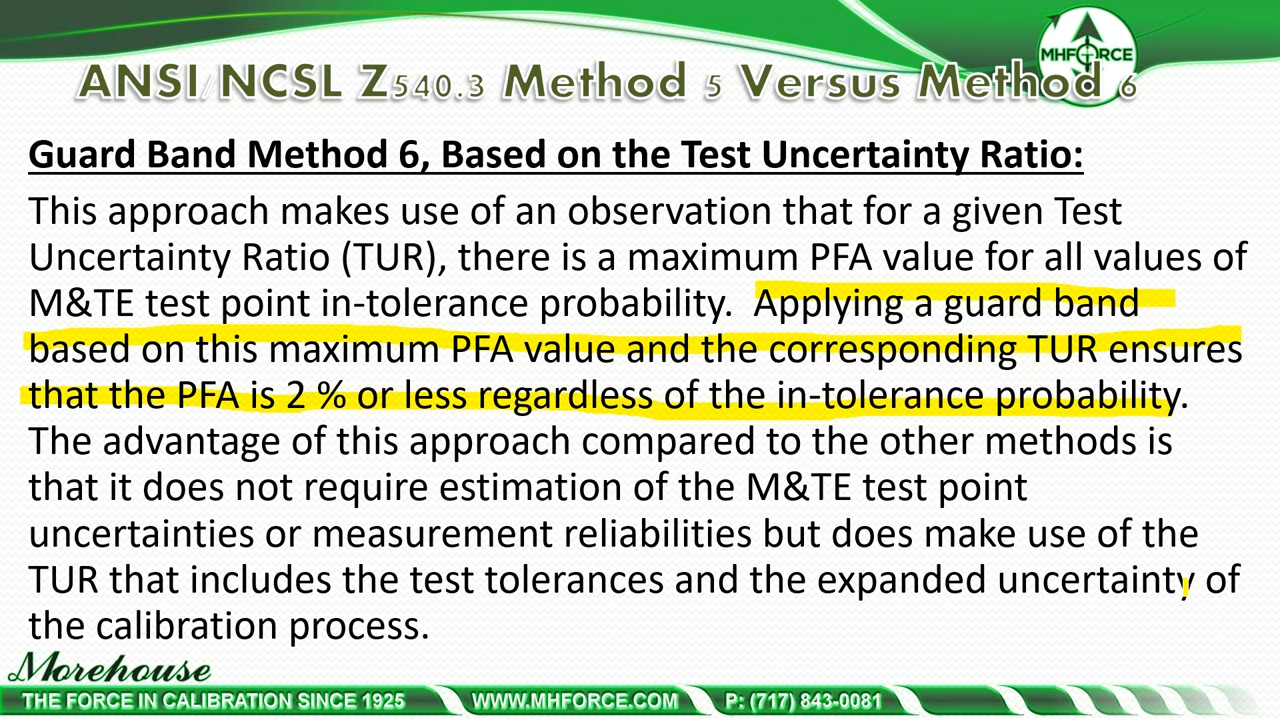 MHFORCE
ANSI/NCSL Z540.3 Method 5 Versus Method 6
Guard Band Method 6, Based on the Test Uncertainty Ratio:
This approach makes use of an observation that for a given Test
Uncertainty Ratio (TUR), there is a maximum PFA value for all values of
M&TE test point in-tolerance probability. Applying a guard band
based on this maximum PFA value and the corresponding TUR ensures
that the PFA is 2 % or less regardless of the in-tolerance probability.
The advantage of this approach compared to the other methods is
that it does not require estimation of the M&TE test point
uncertainties or measurement reliabilities but does make use of the
TUR that includes the test tolerances and the expanded uncertainty of
the calibration process.
Morehouse
THE FORCE IN CALIBRATION SINCE 1925 WWW.MHFORCE.COM P: (717) 843-0081